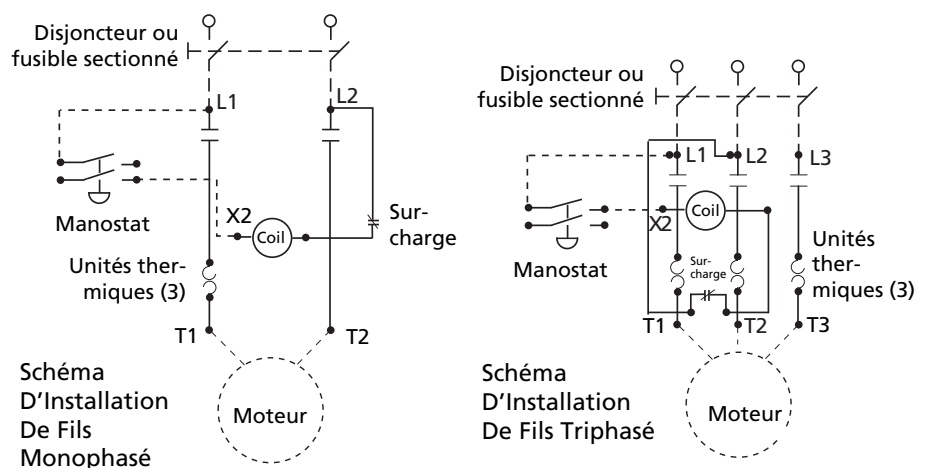 Disjoncteur ou
fusible sectionné
L1
L2
Manostat
X2
Coil
Sur-
charge
Unités ther-
miques (3)
T1
T2
Moteur
Schéma
D'Installation
De Fils
Monophasé
Disjoncteur ou
fusible sectionné
L1
L2
L3
X2
Coil
Manostat
Sur-
charge
Unités
ther-
miques (3)
T1
T2
T3
Moteur
Schéma
D'Installation
De Fils Triphasé